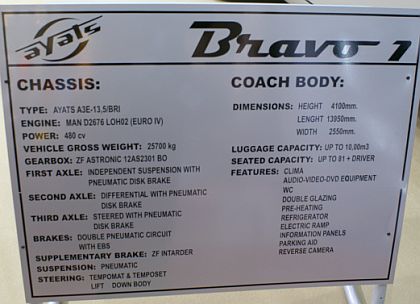 ayats
Bravo 1
CHASSIS:
TYPE: AYATS A3E-13,5/BRI
ENGINE: MAN D2676 LOH02 (EURO IV)
POWER: 480 cv
VEHICLE GROSS WEIGHT: 25700 kg
GEARBOX: ZF ASTRONIC 12AS2301 BO
FIRST AXLE: INDEPENDENT SUSPENSION WITH
PNEUMATIC DISK BRAKE
SECOND AXLE: DIFFERENTIAL WITH PNEUMATIC
DISK BRAKE
THIRD AXLE: STEERED WITH PNEUMATIC
DISK BRAKE
BRAKES: DOUBLE PNEUMATIC CIRCUIT
WITH EBS
SUPPLEMENTARY BRAKE: ZF INTARDER
SUSPENSION: PNEUMATIC
STEERING: TEMPOMAT & TEMPOSET
LIFT DOWN BODY
COACH BODY:
DIMENSIONS: HEIGHT 4100mm.
LENGHT 13950mm.
WIDTH 2550mm.
LUGGAGE CAPACITY: UP TO 10,00m3
SEATED CAPACITY: UP TO 91 + DRIVER
FEATURES: CLIMA
AUDIO-VIDEO-DVD EQUIPMENT
WC
DOUBLE GLAZING
PRE-HEATING
REFRIGERATOR
ELECTRIC RAMP
INFORMATION PANELS
PARKING AID
REVERSE CAMERA